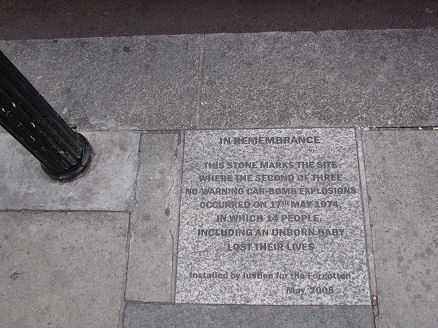 IN REMEMBRANCE
THIS STONE MARKS THE SITE
WHERE THE SECOND OF THREE
NO WARNING CAR-BOMB EXPLOSIONS
OCCURRED ON 17TH MAY 1974,
IN WHICH 14 PEOPLE,
INCLUDING AN UNBORN BABY
LOST THEIR LIVES
Installed by Justice for the Forgotten
May, 2008